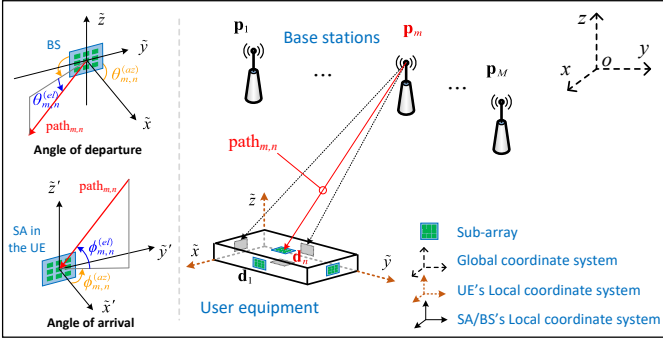 z̃
BS
ỹ
θ_{m,n}^{(az)}
θ_{m,n}^{(el)}
path_{m,n}
x̃
Angle of departure
path_{m,n}
z̃'
SA in
the UE
ϕ_{m,n}^{(el)}
ỹ'
ϕ_{m,n}^{(az)}
x̃'
Angle of arrival
p_1
Base stations
p_m
...
...
p_M
path_{m,n}
z̃
x̃
ỹ
d_1
d_n
User equipment
z
y
x
o
Sub-array
Global coordinate system
UE's Local coordinate system
SA/BS's Local coordinate system